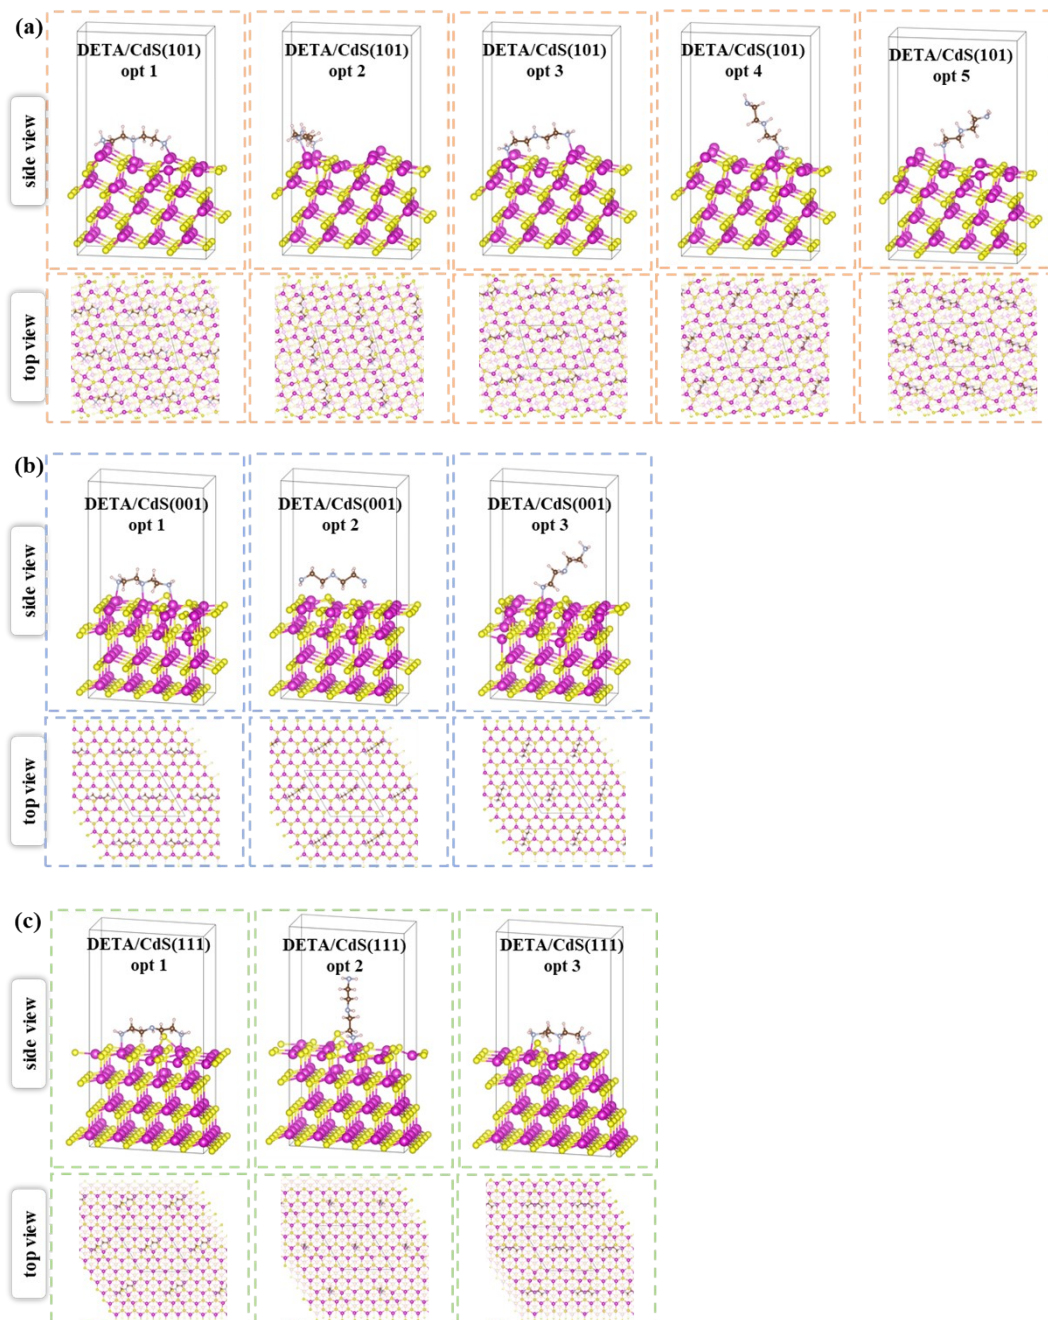 (a)
DETA/CdS(101)
opt 1
DETA/CdS(101)
opt 2
DETA/CdS(101)
opt 3
DETA/CdS(101)
opt 4
DETA/CdS(101)
opt 5
side view
top view
(b)
DETA/CdS(001)
opt 1
DETA/CdS(001)
opt 2
DETA/CdS(001)
opt 3
side view
top view
(c)
DETA/CdS(111)
opt 1
DETA/CdS(111)
opt 2
DETA/CdS(111)
opt 3
side view
top view